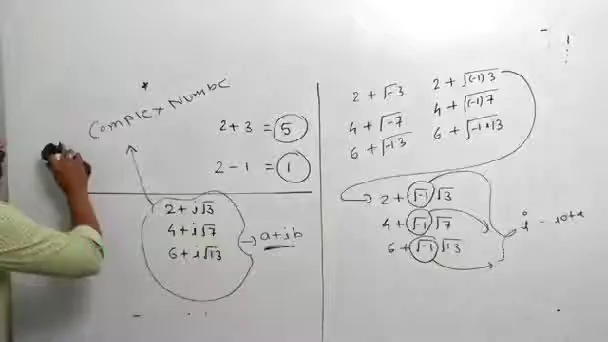 Complex Numbe
2 + 3 = 5
2 - 1 = 1
2 + i√3
4 + i√7
6 + i√13
a + ib
2 + √-3
4 + √-7
6 + √-13
2 + √(-1)3
4 + √(-1)7
6 + √-1*13
2 + √-1 √3
4 + √-1 √7
6 + √-1 √13
i